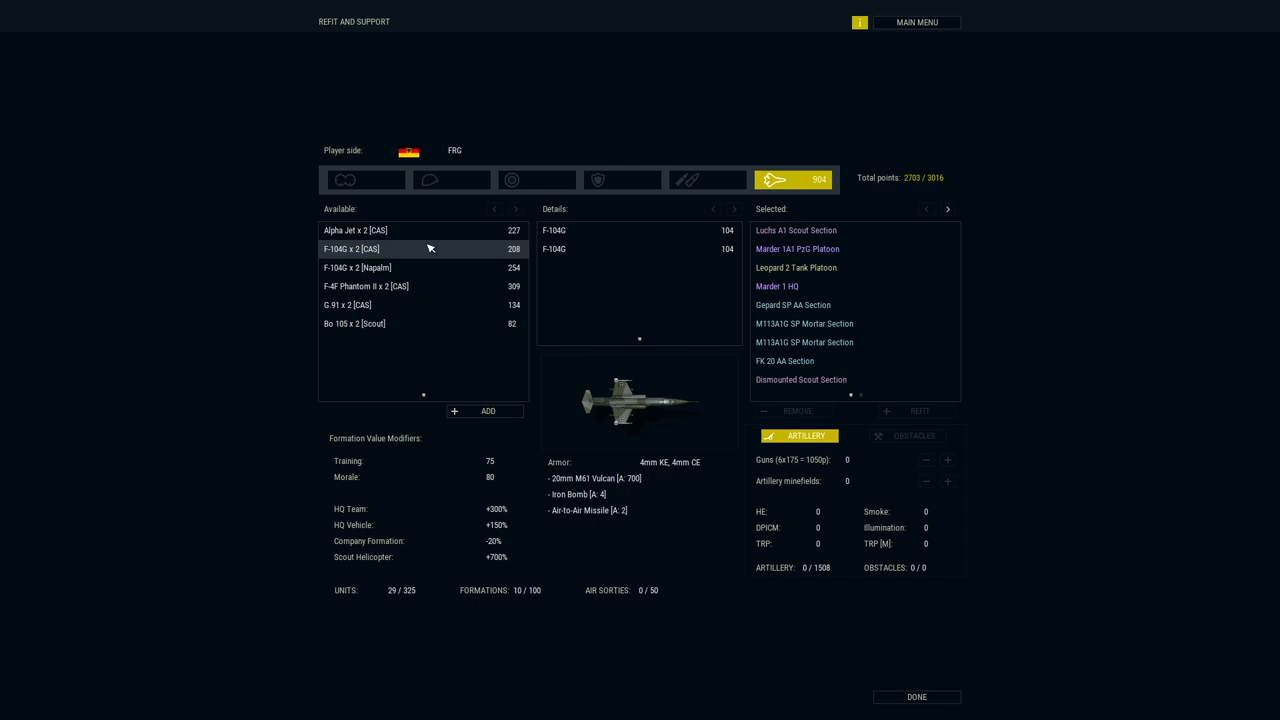 REFIT AND SUPPORT
i
MAIN MENU
Player side:
FRG
904
Total points: 2703 / 3016
Available:
Details:
Selected:
Alpha Jet x 2 [CAS] 227
F-104G x 2 [CAS] 208
F-104G x 2 [Napalm] 254
F-4F Phantom II x 2 [CAS] 309
G.91 x 2 [CAS] 134
Bo 105 x 2 [Scout] 82
F-104G 104
F-104G 104
Luchs A1 Scout Section
Marder 1A1 PzG Platoon
Leopard 2 Tank Platoon
Marder 1 HQ
Gepard SP AA Section
M113A1G SP Mortar Section
M113A1G SP Mortar Section
FK 20 AA Section
Dismounted Scout Section
+ ADD
− REMOVE
+ REFIT
Formation Value Modifiers:
Training: 75
Morale: 80
HQ Team: +300%
HQ Vehicle: +150%
Company Formation: -20%
Scout Helicopter: +700%
Armor: 4mm KE, 4mm CE
- 20mm M61 Vulcan [A: 700]
- Iron Bomb [A: 4]
- Air-to-Air Missile [A: 2]
ARTILLERY
OBSTACLES
Guns (6x175 = 1050p): 0 − +
Artillery minefields: 0 − +
HE: 0 Smoke: 0
DPICM: 0 Illumination: 0
TRP: 0 TRP [M]: 0
ARTILLERY: 0 / 1508 OBSTACLES: 0 / 0
UNITS: 29 / 325 FORMATIONS: 10 / 100 AIR SORTIES: 0 / 50
DONE